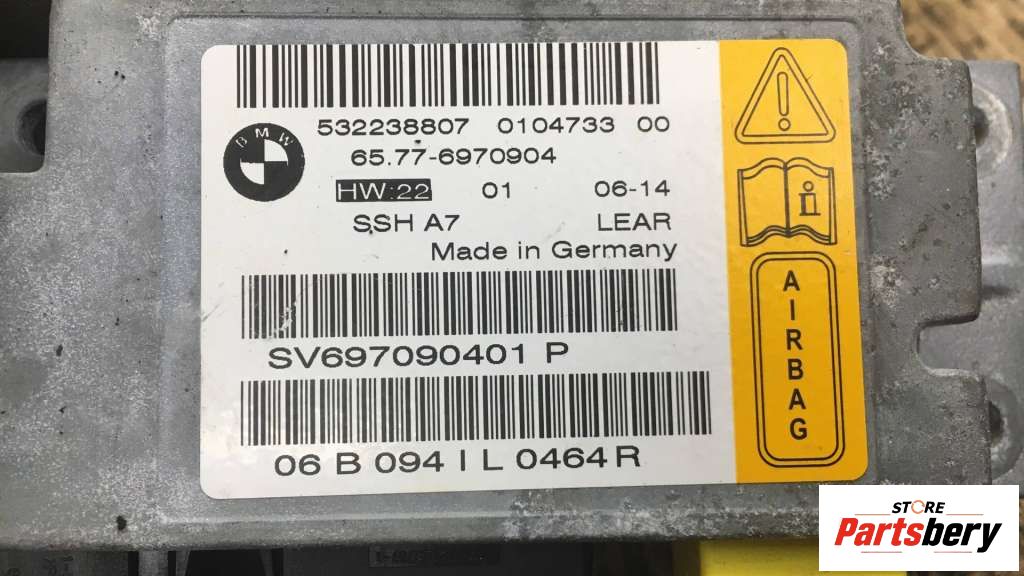 BMW
532238807 0104733 00
65.77-6970904
HW:22 01 06-14
SSH A7 LEAR
Made in Germany
SV697090401 P
06 B 094 I L 0464 R
AIRBAG
STORE
Partsbery